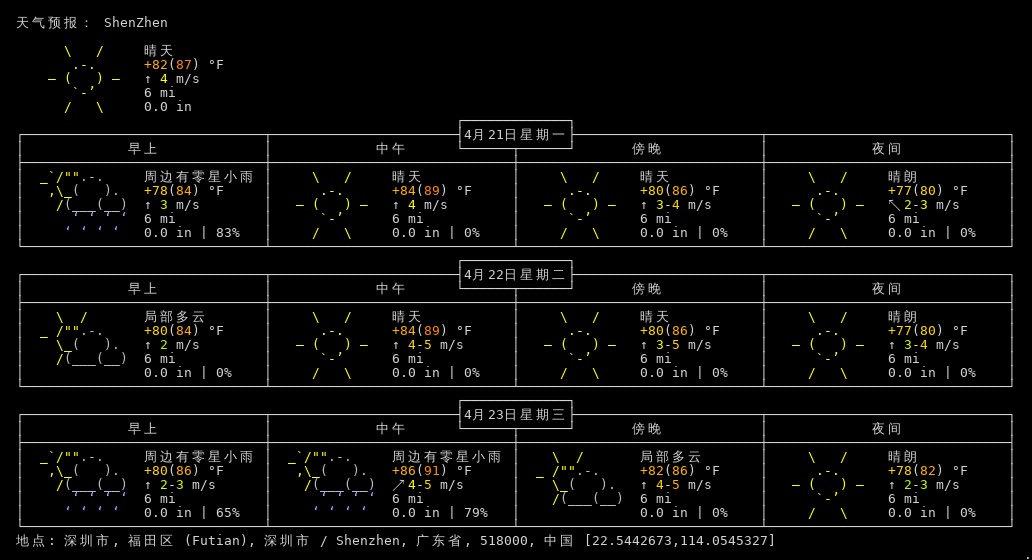 天气预报： ShenZhen
晴天
+82(87) °F
↑ 4 m/s
6 mi
0.0 in
4月21日星期一
早上 中午 傍晚 夜间
周边有零星小雨 晴天 晴天 晴朗
+78(84) °F +84(89) °F +80(86) °F +77(80) °F
↑ 3 m/s ↑ 4 m/s ↑ 3-4 m/s ↖ 2-3 m/s
6 mi 6 mi 6 mi 6 mi
0.0 in | 83% 0.0 in | 0% 0.0 in | 0% 0.0 in | 0%
4月22日星期二
早上 中午 傍晚 夜间
局部多云 晴天 晴天 晴朗
+80(84) °F +84(89) °F +80(86) °F +77(80) °F
↑ 2 m/s ↑ 4-5 m/s ↑ 3-5 m/s ↑ 3-4 m/s
6 mi 6 mi 6 mi 6 mi
0.0 in | 0% 0.0 in | 0% 0.0 in | 0% 0.0 in | 0%
4月23日星期三
早上 中午 傍晚 夜间
周边有零星小雨 周边有零星小雨 局部多云 晴朗
+80(86) °F +86(91) °F +82(86) °F +78(82) °F
↑ 2-3 m/s ↗ 4-5 m/s ↑ 4-5 m/s ↑ 2-3 m/s
6 mi 6 mi 6 mi 6 mi
0.0 in | 65% 0.0 in | 79% 0.0 in | 0% 0.0 in | 0%
地点: 深圳市, 福田区 (Futian), 深圳市 / Shenzhen, 广东省, 518000, 中国 [22.5442673,114.0545327]